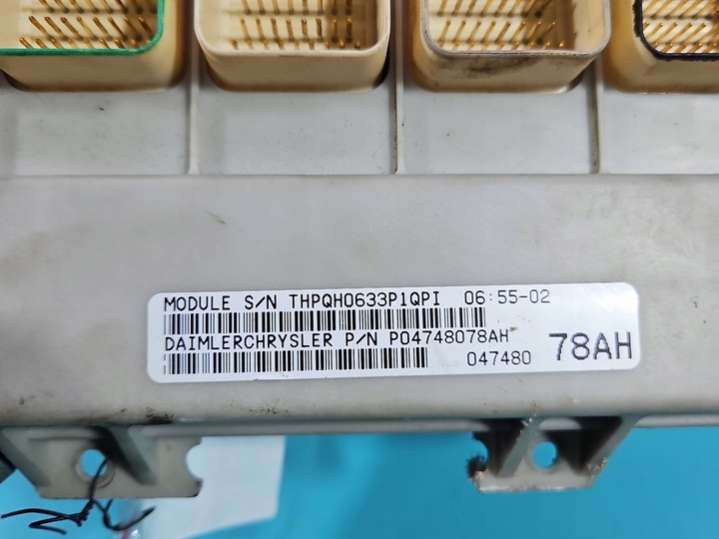 MODULE S/N THPQH0633P1QPI 06:55-02
DAIMLERCHRYSLER P/N P04748078AH
047480 78AH